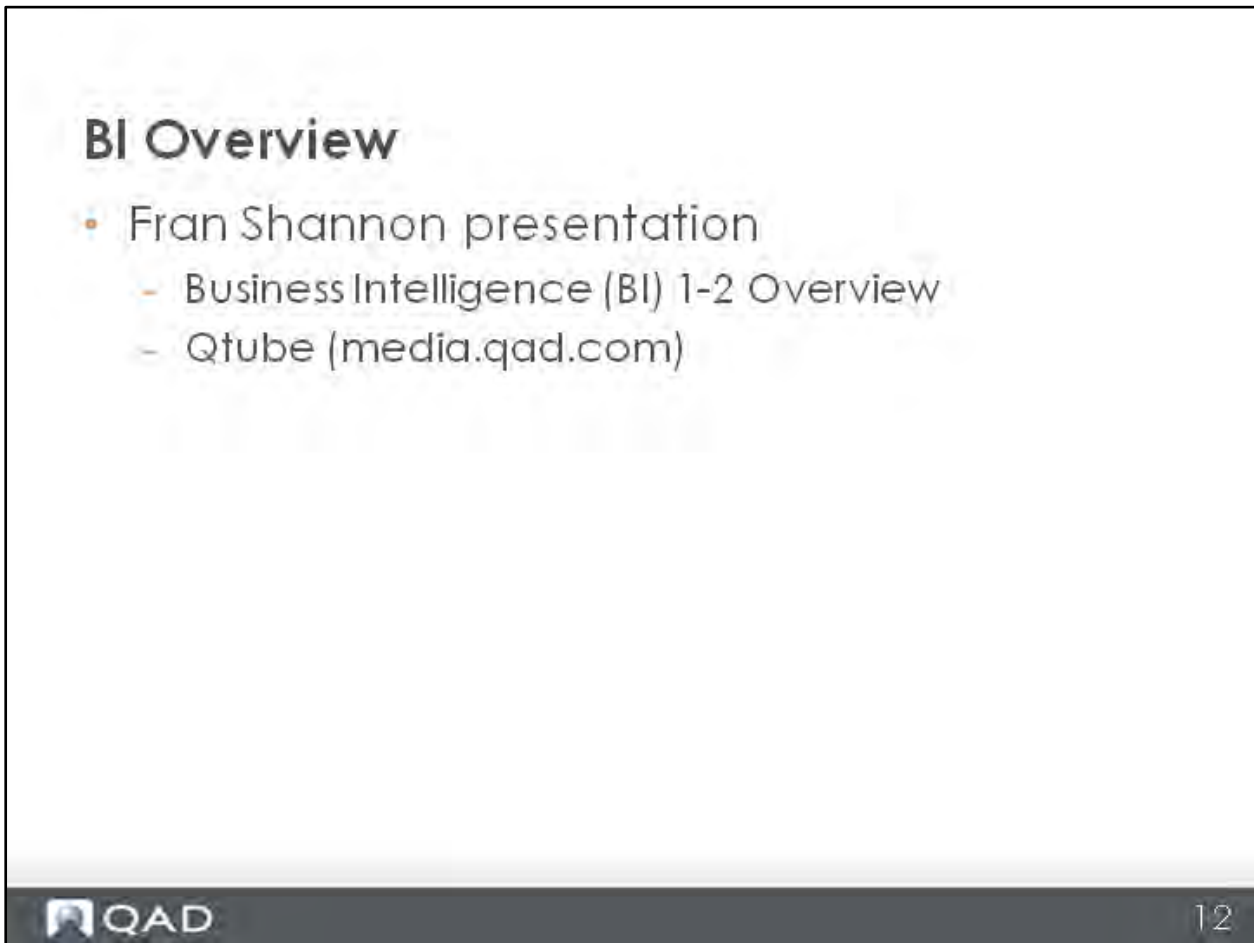 BI Overview
• Fran Shannon presentation
- Business Intelligence (BI) 1-2 Overview
- Qtube (media.qad.com)
QAD
12